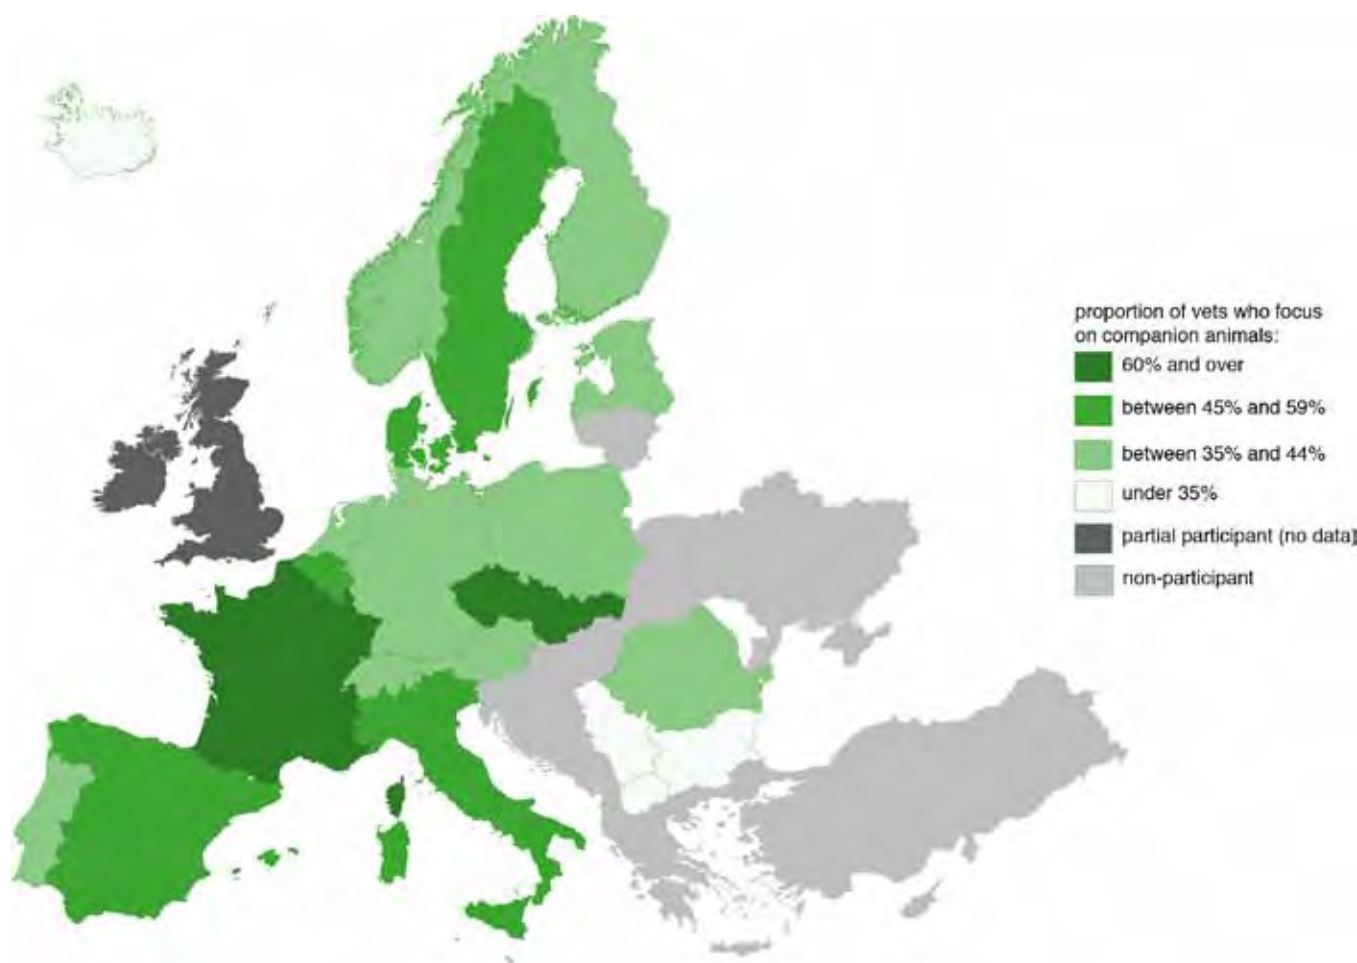 proportion of vets who focus
on companion animals:
60% and over
between 45% and 59%
between 35% and 44%
under 35%
partial participant (no data)
non-participant